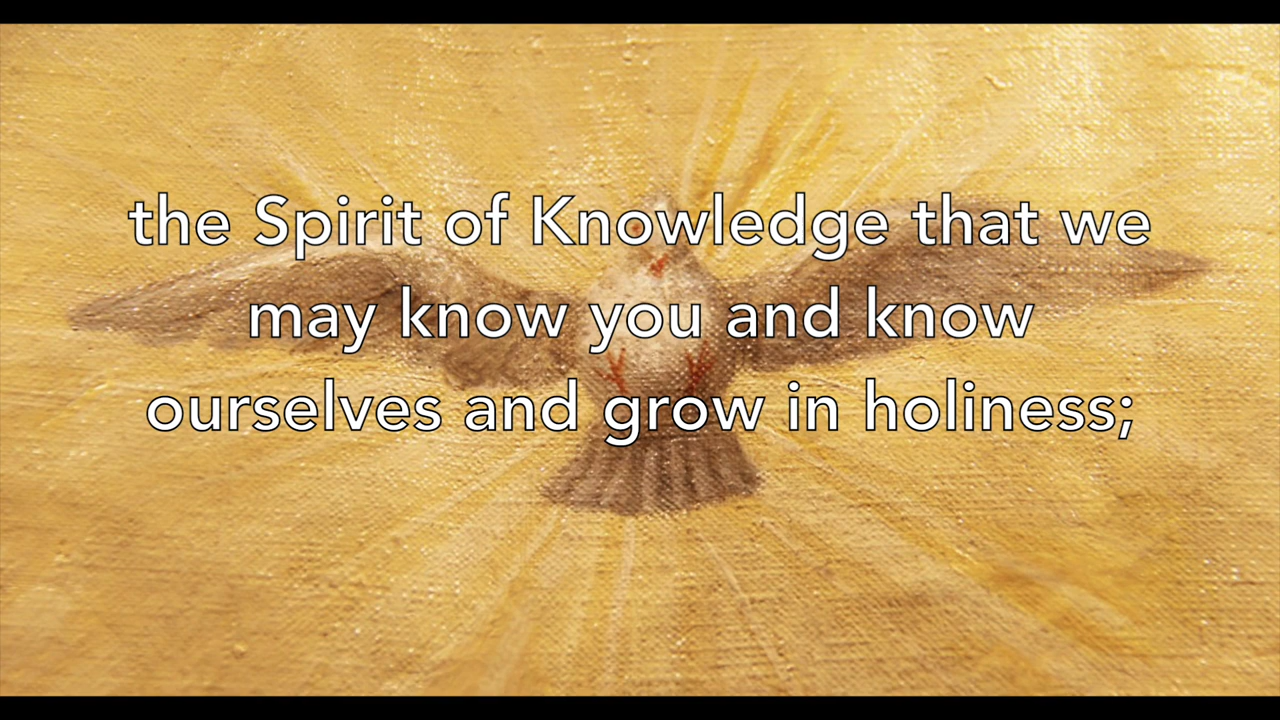 the Spirit of Knowledge that we
may know you and know
ourselves and grow in holiness;